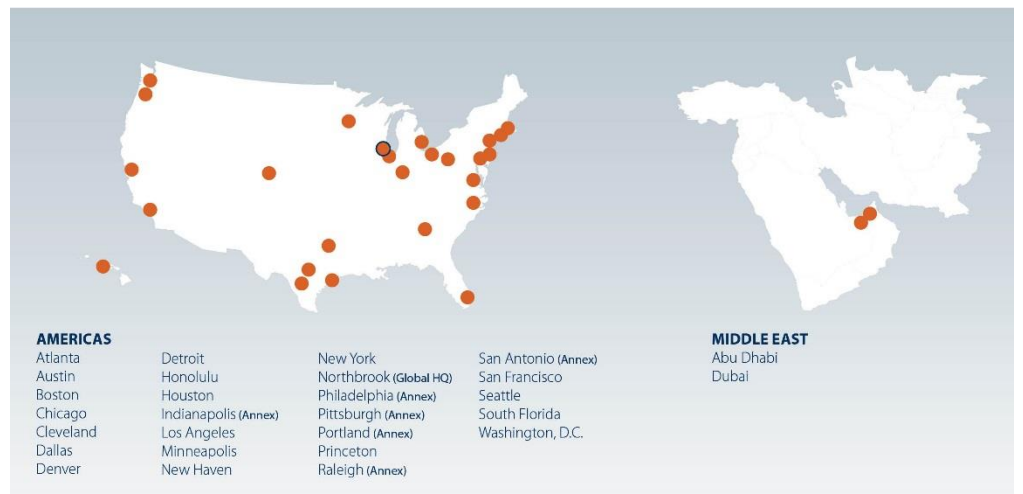 AMERICAS
Atlanta
Austin
Boston
Chicago
Cleveland
Dallas
Denver
Detroit
Honolulu
Houston
Indianapolis (Annex)
Los Angeles
Minneapolis
New Haven
New York
Northbrook (Global HQ)
Philadelphia (Annex)
Pittsburgh (Annex)
Portland (Annex)
Princeton
Raleigh (Annex)
San Antonio (Annex)
San Francisco
Seattle
South Florida
Washington, D.C.
MIDDLE EAST
Abu Dhabi
Dubai